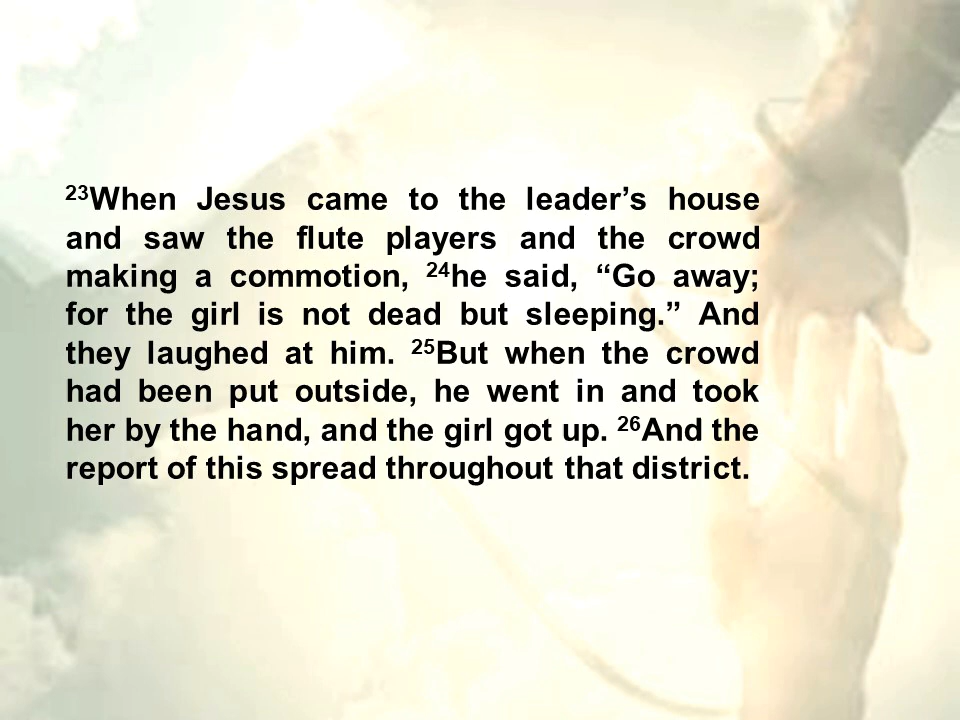 ²³When Jesus came to the leader’s house
and saw the flute players and the crowd
making a commotion, ²⁴he said, “Go away;
for the girl is not dead but sleeping.” And
they laughed at him. ²⁵But when the crowd
had been put outside, he went in and took
her by the hand, and the girl got up. ²⁶And the
report of this spread throughout that district.